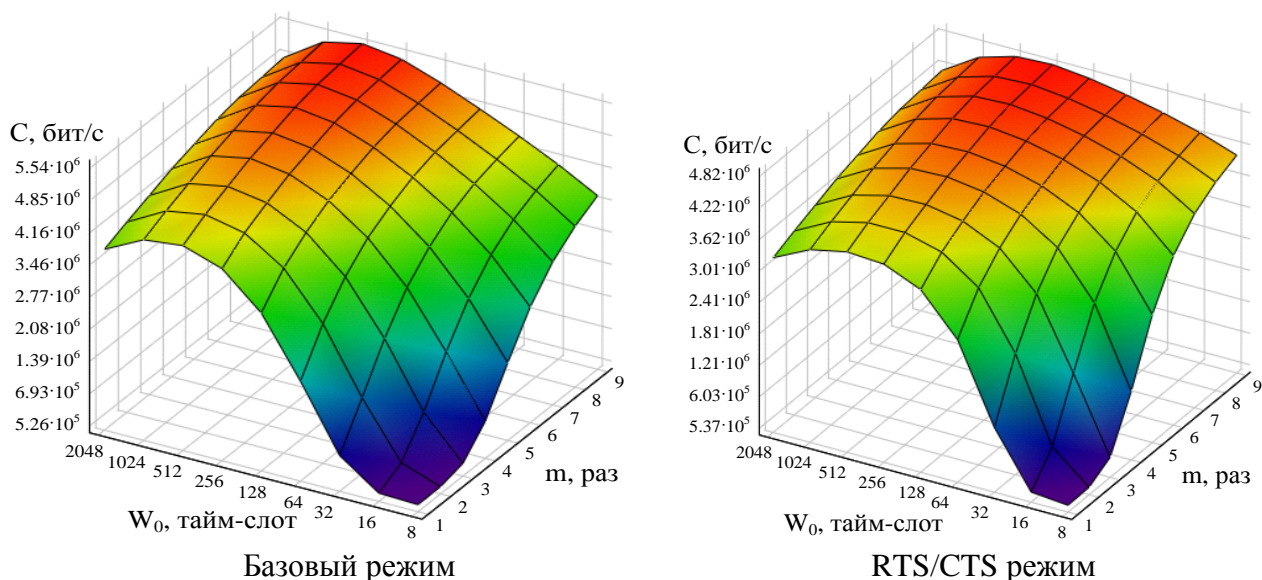 C, бит/с
5.54·10⁶
4.85·10⁶
4.16·10⁶
3.46·10⁶
2.77·10⁶
2.08·10⁶
1.39·10⁶
6.93·10⁵
5.26·10⁵
2048 1024 512 256 128 64 32 16 8
W₀, тайм-слот
1 2 3 4 5 6 7 8 9
m, раз
Базовый режим
C, бит/с
4.82·10⁶
4.22·10⁶
3.62·10⁶
3.01·10⁶
2.41·10⁶
1.81·10⁶
1.21·10⁶
6.03·10⁵
5.37·10⁵
2048 1024 512 256 128 64 32 16 8
W₀, тайм-слот
1 2 3 4 5 6 7 8 9
m, раз
RTS/CTS режим